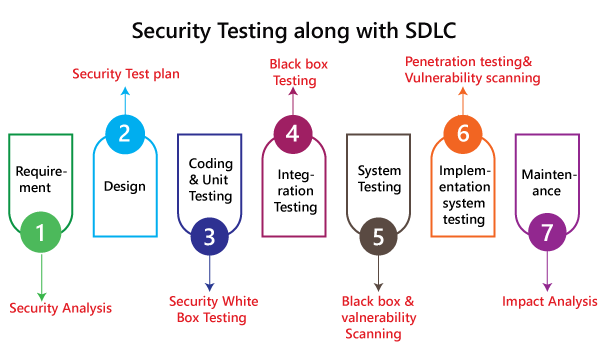 Security Testing along with SDLC
Security Test plan
Black box
Testing
Penetration testing&
Vulnerability scanning
2
4
6
Require-
ment
Design
Coding
& Unit
Testing
Integ-
ration
Testing
System
Testing
Implem-
entation
system
testing
Mainten-
ance
1
3
5
7
Security Analysis
Security White
Box Testing
Black box &
valnerability
Scanning
Impact Analysis